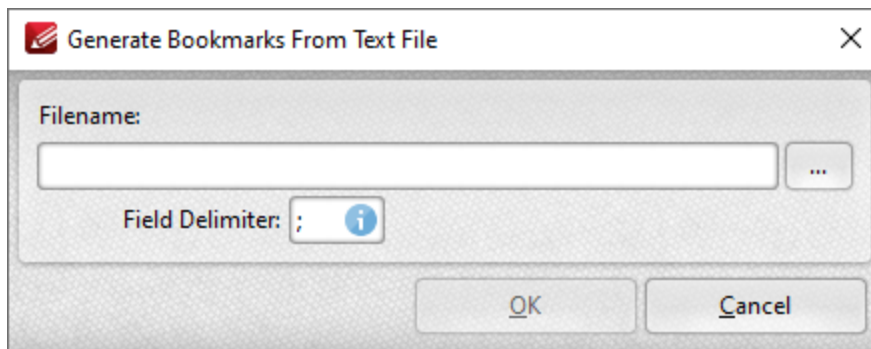 Generate Bookmarks From Text File
Filename:
...
Field Delimiter: ; i
OK
Cancel